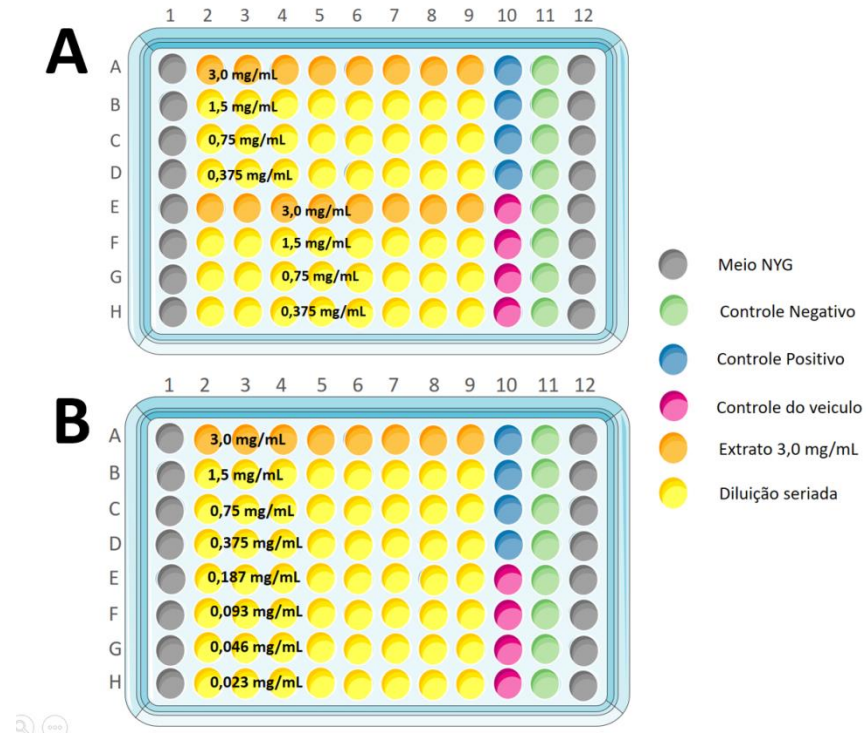 A
1 2 3 4 5 6 7 8 9 10 11 12
A 3,0 mg/mL
B 1,5 mg/mL
C 0,75 mg/mL
D 0,375 mg/mL
E 3,0 mg/mL
F 1,5 mg/mL
G 0,75 mg/mL
H 0,375 mg/mL
B
1 2 3 4 5 6 7 8 9 10 11 12
A 3,0 mg/mL
B 1,5 mg/mL
C 0,75 mg/mL
D 0,375 mg/mL
E 0,187 mg/mL
F 0,093 mg/mL
G 0,046 mg/mL
H 0,023 mg/mL
Meio NYG
Controle Negativo
Controle Positivo
Controle do veiculo
Extrato 3,0 mg/mL
Diluição seriada